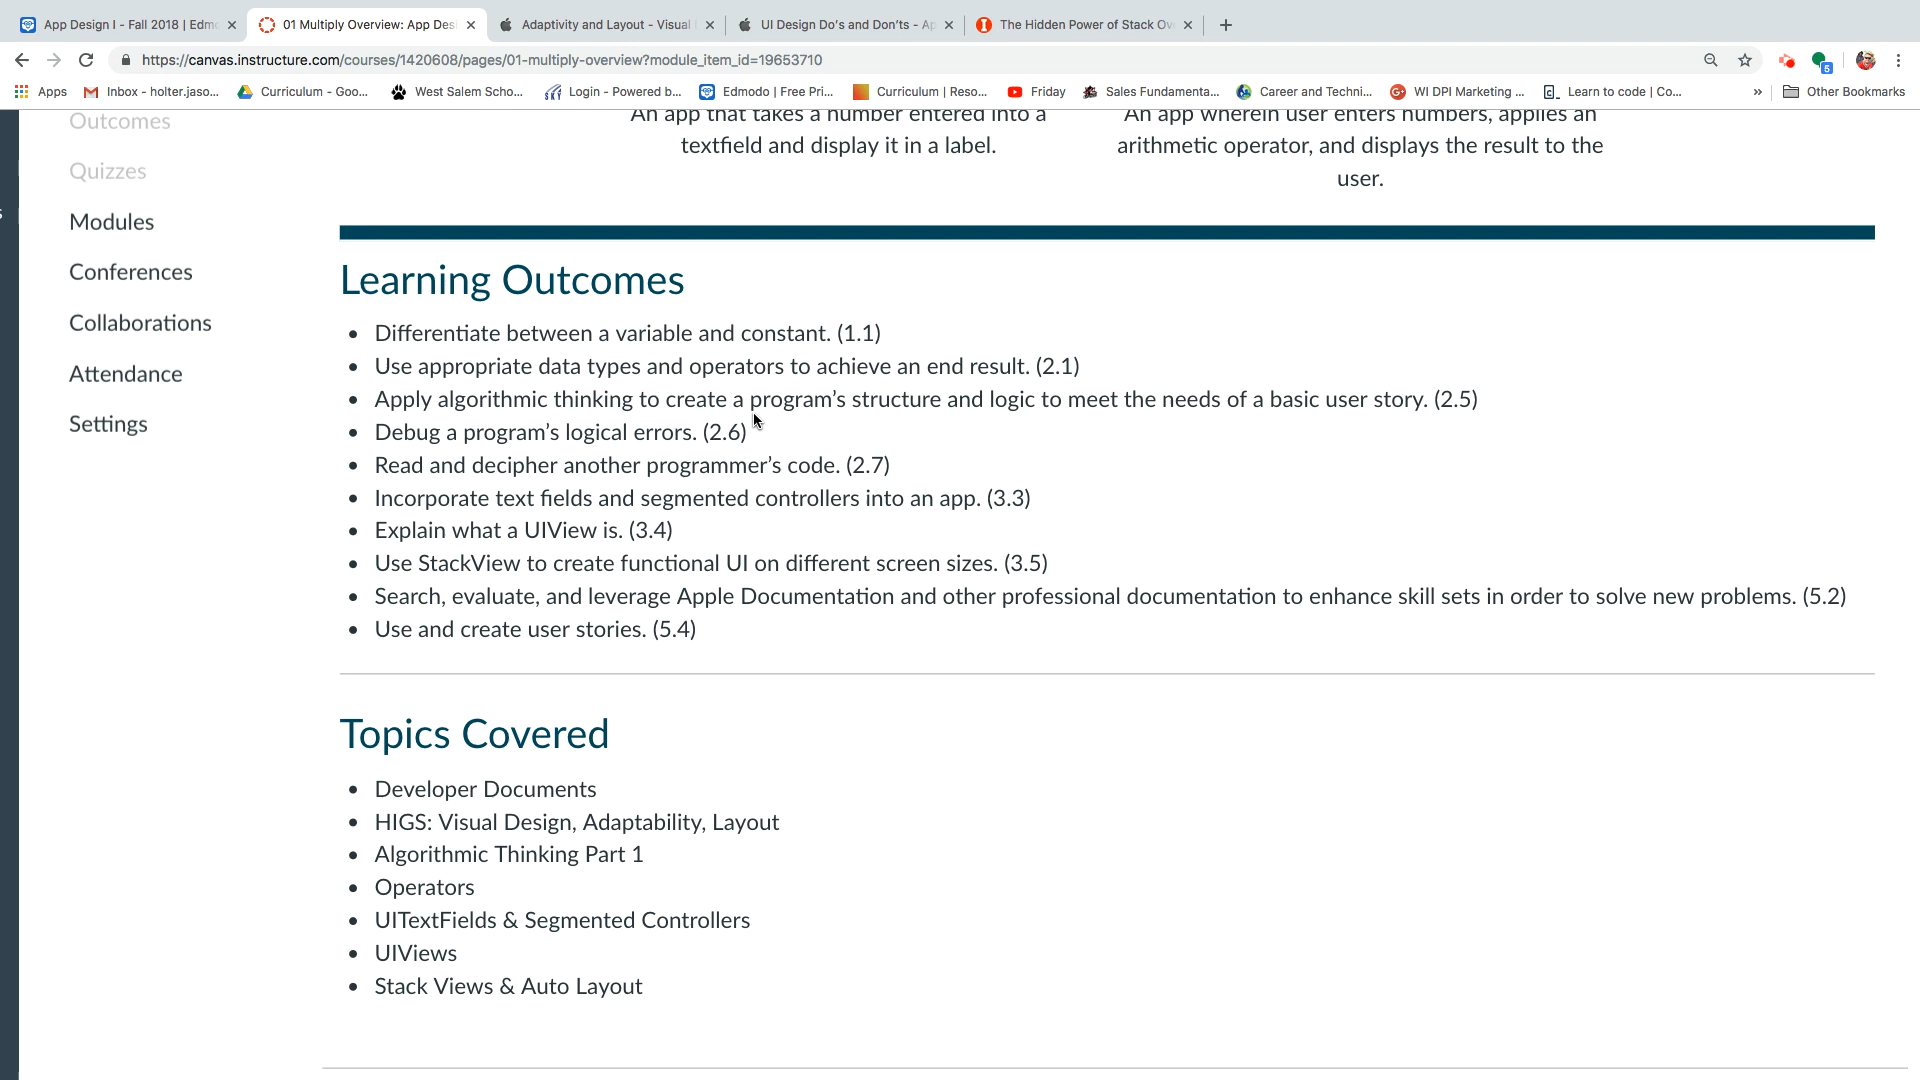 App Design I - Fall 2018 | Edmo
01 Multiply Overview: App Des
Adaptivity and Layout - Visual
UI Design Do's and Don'ts - Ap
The Hidden Power of Stack Ov
https://canvas.instructure.com/courses/1420608/pages/01-multiply-overview?module_item_id=19653710
5
Apps
Inbox - holter.jaso...
Curriculum - Goo...
West Salem Scho...
Login - Powered b...
Edmodo | Free Pri...
Curriculum | Reso...
Friday
Sales Fundamenta...
Career and Techni...
WI DPI Marketing ...
Learn to code | Co...
»
Other Bookmarks
Outcomes
Quizzes
Modules
Conferences
Collaborations
Attendance
Settings
An app that takes a number entered into a
textfield and display it in a label.
An app wherein user enters numbers, applies an
arithmetic operator, and displays the result to the
user.
Learning Outcomes
• Differentiate between a variable and constant. (1.1)
• Use appropriate data types and operators to achieve an end result. (2.1)
• Apply algorithmic thinking to create a program’s structure and logic to meet the needs of a basic user story. (2.5)
• Debug a program’s logical errors. (2.6)
• Read and decipher another programmer’s code. (2.7)
• Incorporate text fields and segmented controllers into an app. (3.3)
• Explain what a UIView is. (3.4)
• Use StackView to create functional UI on different screen sizes. (3.5)
• Search, evaluate, and leverage Apple Documentation and other professional documentation to enhance skill sets in order to solve new problems. (5.2)
• Use and create user stories. (5.4)
Topics Covered
• Developer Documents
• HIGS: Visual Design, Adaptability, Layout
• Algorithmic Thinking Part 1
• Operators
• UITextFields & Segmented Controllers
• UIViews
• Stack Views & Auto Layout